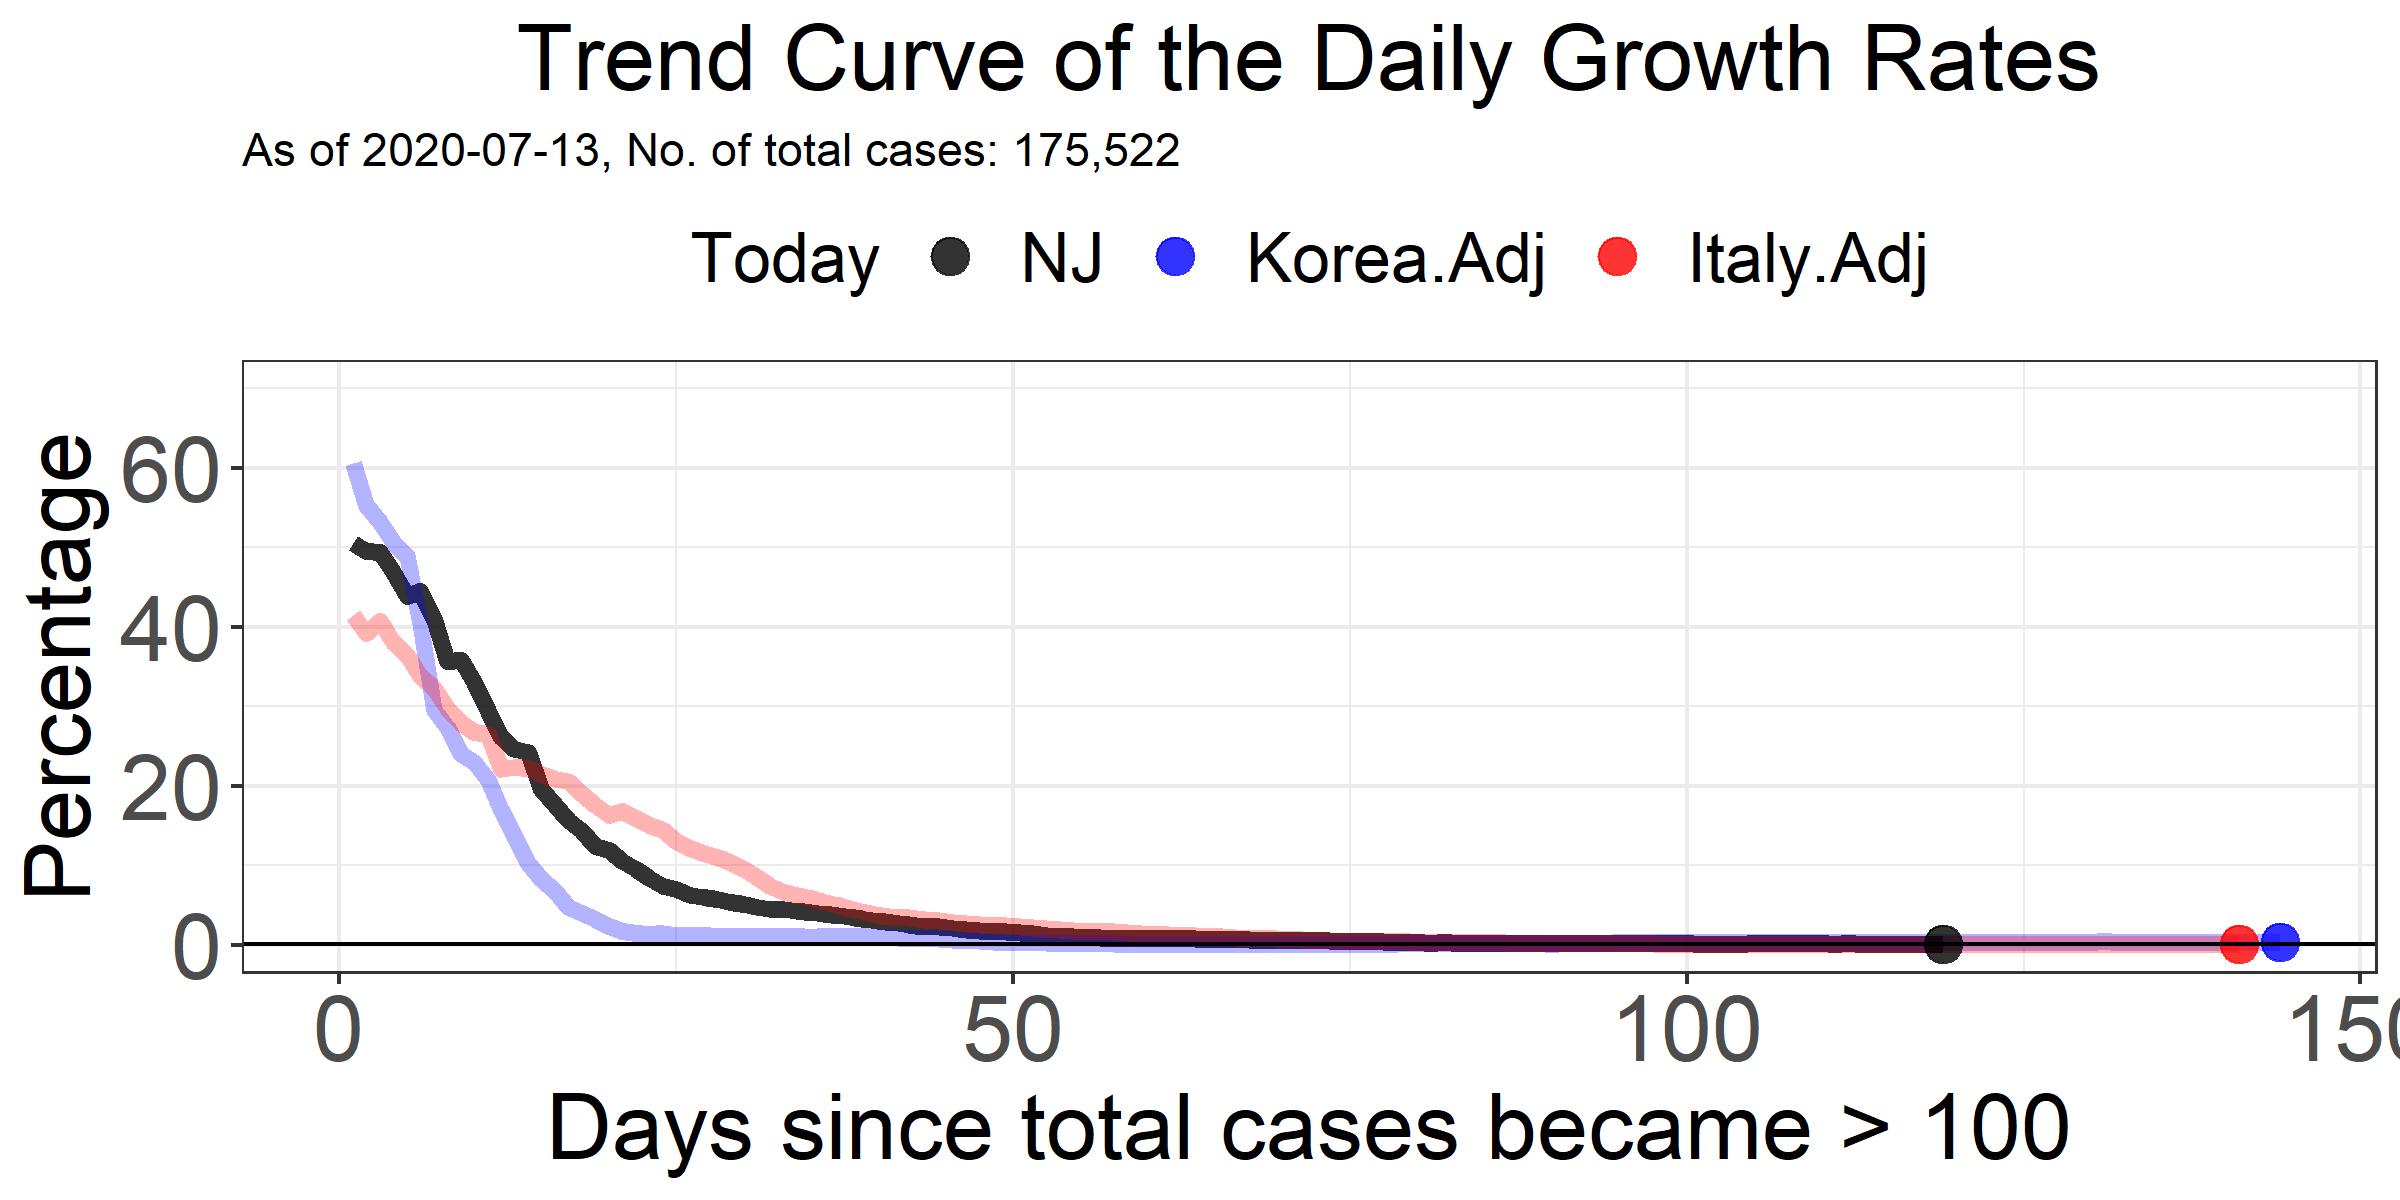 Trend Curve of the Daily Growth Rates
As of 2020-07-13, No. of total cases: 175,522
Today NJ Korea.Adj Italy.Adj
Percentage
60
40
20
0
0 50 100 150
Days since total cases became > 100